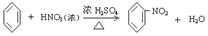 + HNO₃(浓) 浓H₂SO₄ △ NO₂ + H₂O